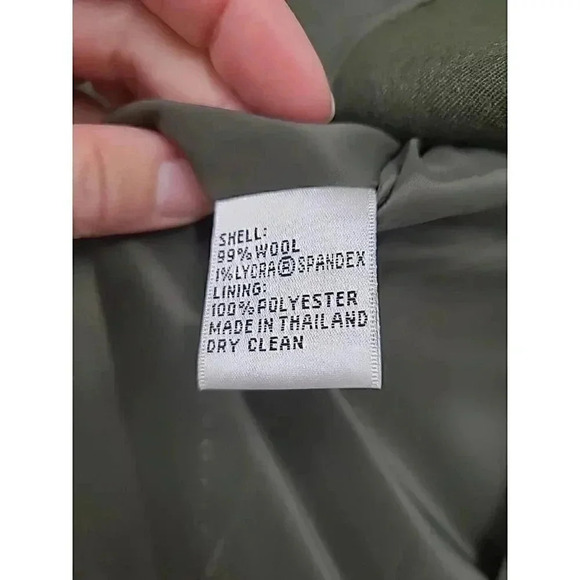 SHELL:
99% WOOL
1% LYCRA® SPANDEX
LINING:
100% POLYESTER
MADE IN THAILAND
DRY CLEAN